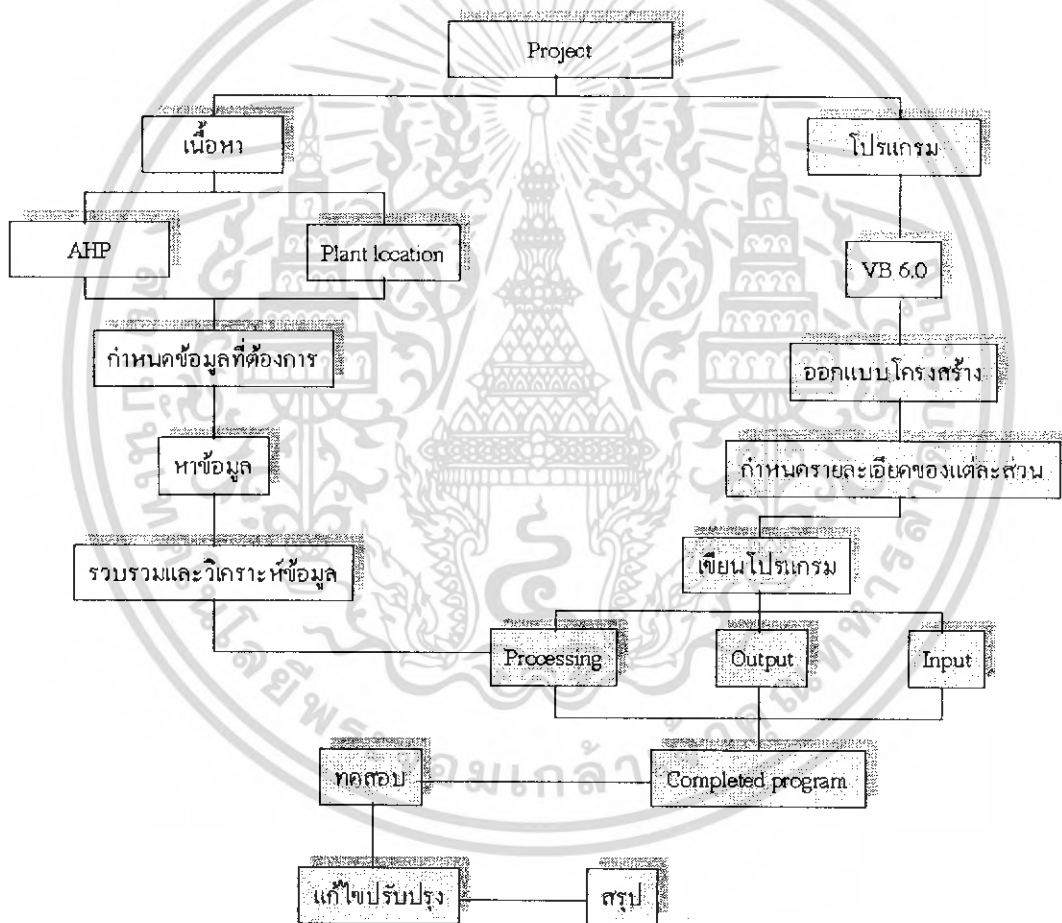 Project
เนื้อหา
โปรแกรม
AHP
Plant location
VB 6.0
กำหนดข้อมูลที่ต้องการ
ออกแบบโครงสร้าง
หาข้อมูล
กำหนดรายละเอียดของแต่ละส่วน
รวบรวมและวิเคราะห์ข้อมูล
เขียนโปรแกรม
Processing
Output
Input
ทดสอบ
Completed program
แก้ไขปรับปรุง
สรุป